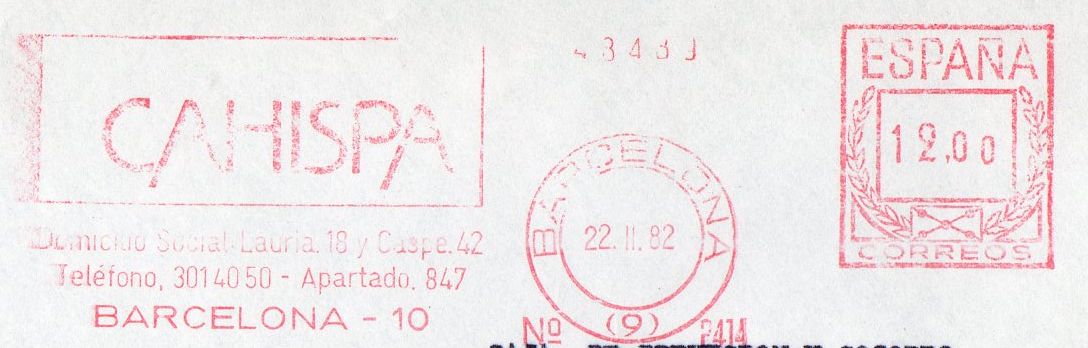 CAHISPA
Domicilio Social: Lauria. 18 y Caspe. 42
Teléfono, 301 40 50 - Apartado. 847
BARCELONA - 10
BARCELONA
22. II. 82
(9)
Nº 2414
ESPAÑA
12,00
CORREOS